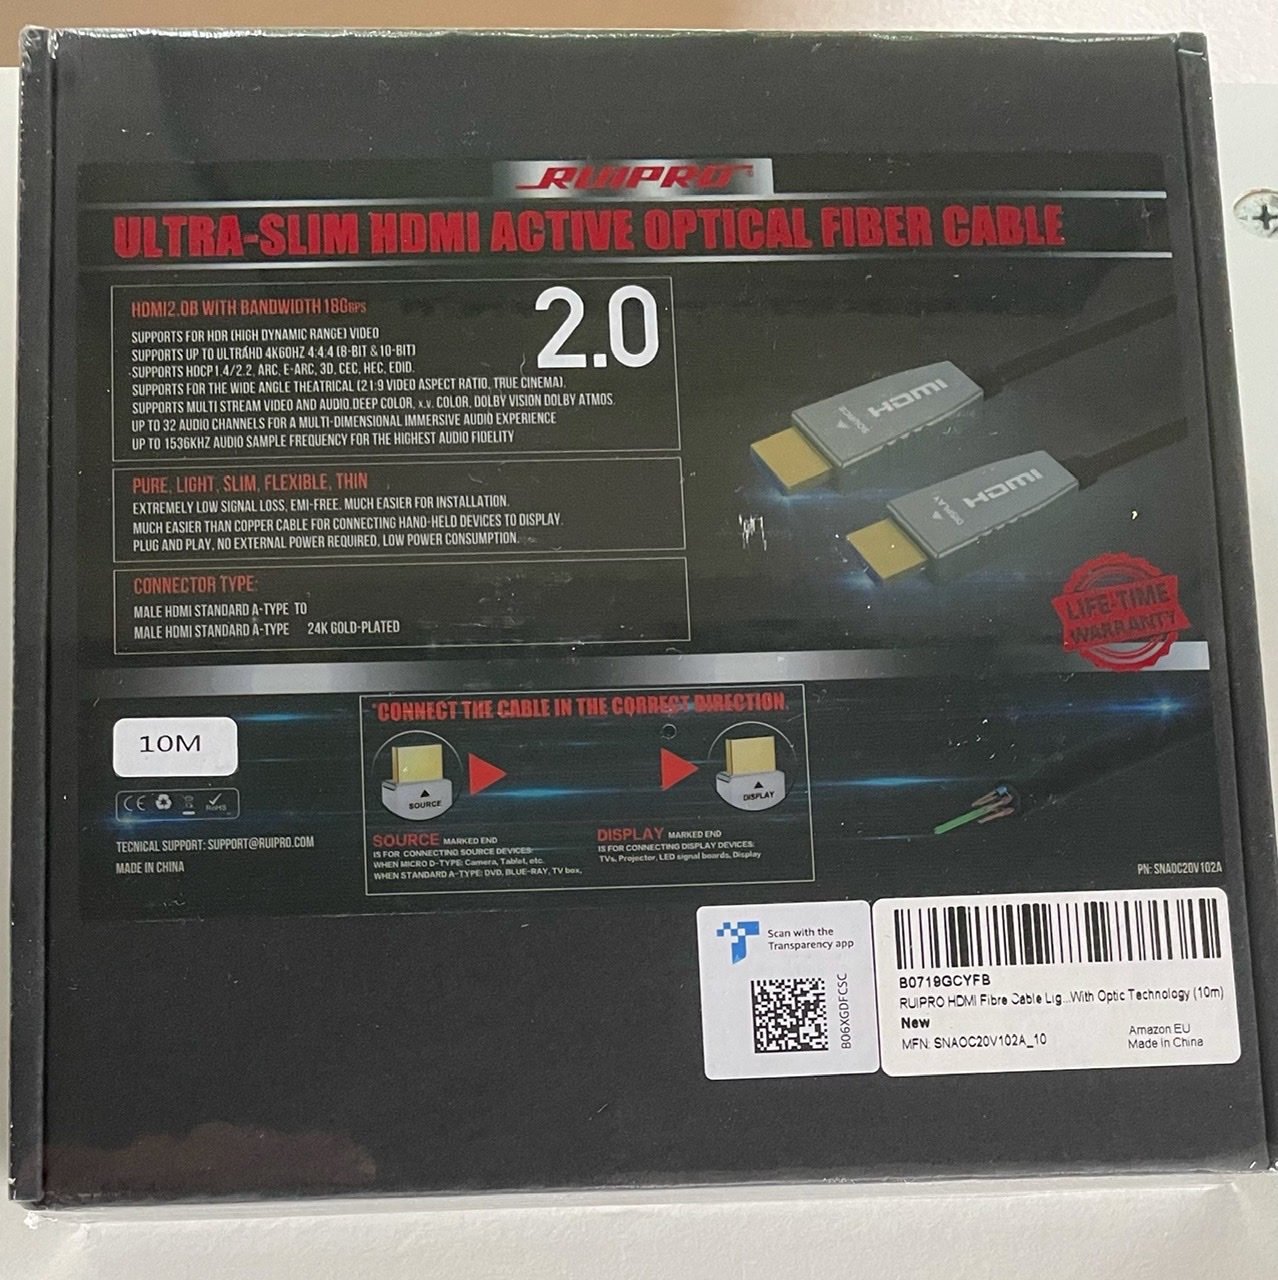 RUIPRO
ULTRA-SLIM HDMI ACTIVE OPTICAL FIBER CABLE
HDMI2.0B WITH BANDWIDTH 18GBPS
2.0
SUPPORTS FOR HDR (HIGH DYNAMIC RANGE) VIDEO
SUPPORTS UP TO ULTRAHD 4K60HZ 4:4:4 (8-BIT & 10-BIT)
SUPPORTS HDCP 1.4/2.2, ARC, E-ARC, 3D, CEC, HEC, EDID.
SUPPORTS FOR THE WIDE ANGLE THEATRICAL (21:9 VIDEO ASPECT RATIO, TRUE CINEMA).
SUPPORTS MULTI STREAM VIDEO AND AUDIO.DEEP COLOR, x.v. COLOR, DOLBY VISION DOLBY ATMOS.
UP TO 32 AUDIO CHANNELS FOR A MULTI-DIMENSIONAL IMMERSIVE AUDIO EXPERIENCE
UP TO 1536KHZ AUDIO SAMPLE FREQUENCY FOR THE HIGHEST AUDIO FIDELITY
SOURCE HDMI
DISPLAY HDMI
PURE, LIGHT, SLIM, FLEXIBLE, THIN
EXTREMELY LOW SIGNAL LOSS, EMI-FREE. MUCH EASIER FOR INSTALLATION.
MUCH EASIER THAN COPPER CABLE FOR CONNECTING HAND-HELD DEVICES TO DISPLAY.
PLUG AND PLAY, NO EXTERNAL POWER REQUIRED, LOW POWER CONSUMPTION.
CONNECTOR TYPE:
MALE HDMI STANDARD A-TYPE TO
MALE HDMI STANDARD A-TYPE 24K GOLD-PLATED
LIFE-TIME
WARRANTY
10M
CE RoHS
TECNICAL SUPPORT: SUPPORT@RUIPRO.COM
MADE IN CHINA
*CONNECT THE CABLE IN THE CORRECT DIRECTION.
SOURCE
DISPLAY
SOURCE MARKED END
IS FOR CONNECTING SOURCE DEVICES:
WHEN MICRO D-TYPE: Camera, Tablet, etc.
WHEN STANDARD A-TYPE: DVD, BLUE-RAY, TV box,
DISPLAY MARKED END
IS FOR CONNECTING DISPLAY DEVICES:
TVs, Projector, LED signal boards, Display
PN: SNAOC20V102A
Scan with the
Transparency app
B06XGDFCSC
B0719GCYFB
RUIPRO HDMI Fibre Cable Lig...With Optic Technology (10m)
New
MFN: SNAOC20V102A_10
Amazon EU
Made in China